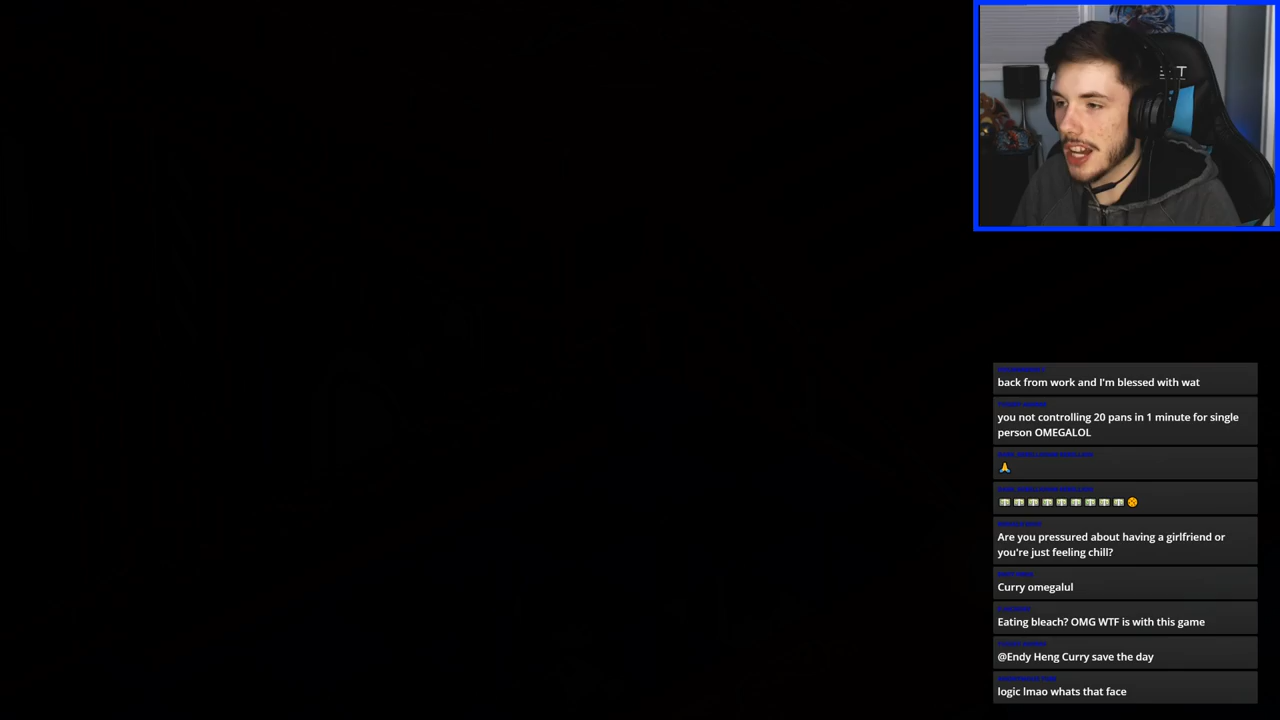 back from work and I'm blessed with wat
you not controlling 20 pans in 1 minute for single
person OMEGALOL
Are you pressured about having a girlfriend or
you're just feeling chill?
Curry omegalul
Eating bleach? OMG WTF is with this game
@Endy Heng Curry save the day
logic lmao whats that face